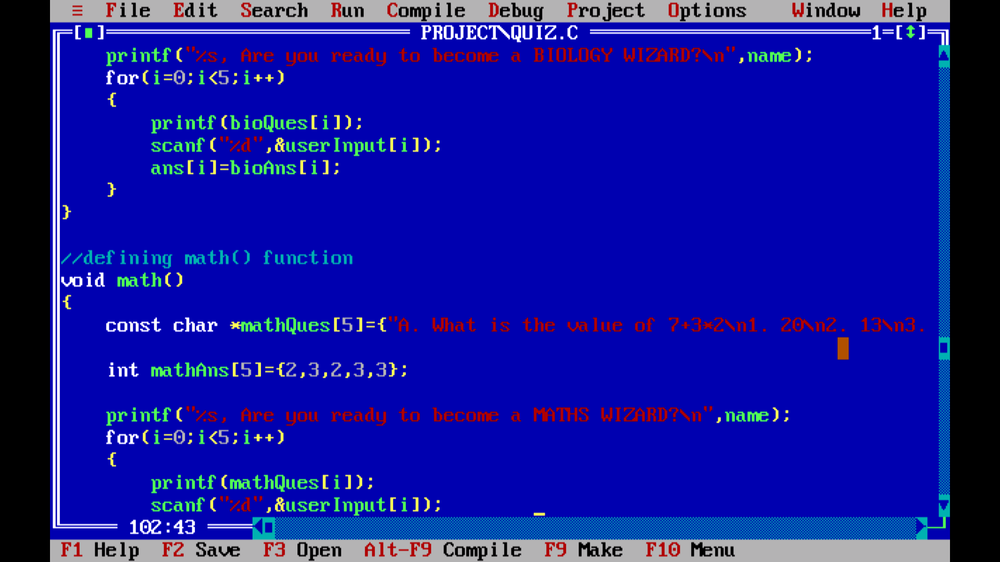 ≡ File Edit Search Run Compile Debug Project Options Window Help
[■] PROJECT\QUIZ.C 1=[↕]
printf("%s, Are you ready to become a BIOLOGY WIZARD?\n",name);
for(i=0;i<5;i++)
{
printf(bioQues[i]);
scanf("%d",&userInput[i]);
ans[i]=bioAns[i];
}
}
//defining math() function
void math()
{
const char *mathQues[5]={"A. What is the value of 7+3*2\n1. 20\n2. 13\n3.
int mathAns[5]={2,3,2,3,3};
printf("%s, Are you ready to become a MATHS WIZARD?\n",name);
for(i=0;i<5;i++)
{
printf(mathQues[i]);
scanf("%d",&userInput[i]);
102:43
F1 Help F2 Save F3 Open Alt-F9 Compile F9 Make F10 Menu